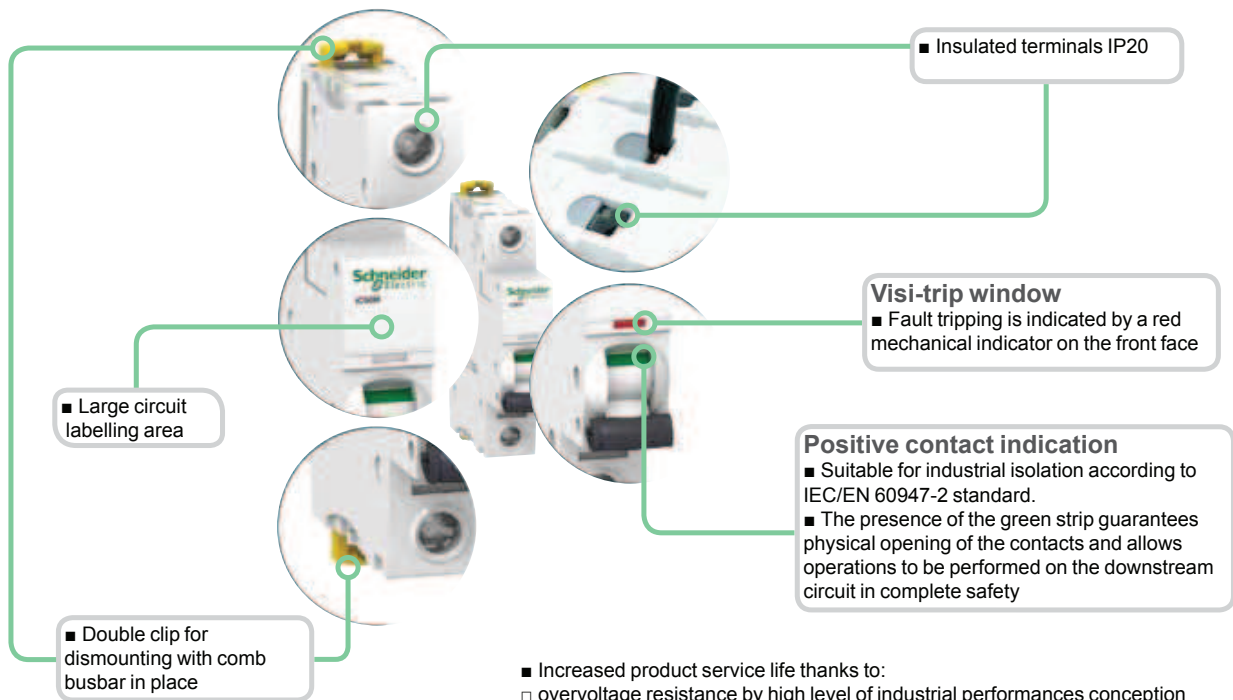 ■ Insulated terminals IP20
Schneider
Electric
Schneider
Visi-trip window
■ Fault tripping is indicated by a red
mechanical indicator on the front face
■ Large circuit
labelling area
Positive contact indication
■ Suitable for industrial isolation according to
IEC/EN 60947-2 standard.
■ The presence of the green strip guarantees
physical opening of the contacts and allows
operations to be performed on the downstream
circuit in complete safety
■ Double clip for
dismounting with comb
busbar in place
■ Increased product service life thanks to:
□ overvoltage resistance by high level of industrial performances conception